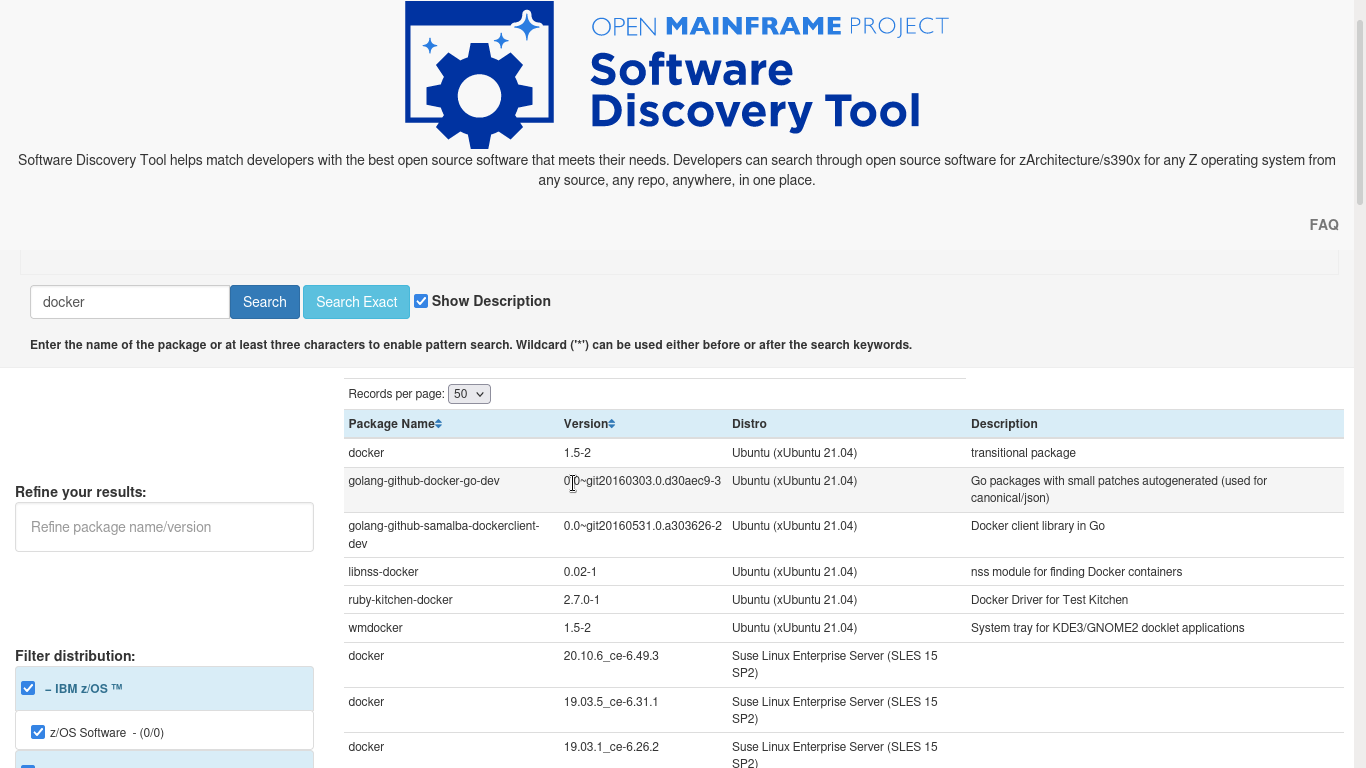 OPEN MAINFRAME PROJECT
Software
Discovery Tool
Software Discovery Tool helps match developers with the best open source software that meets their needs. Developers can search through open source software for zArchitecture/s390x for any Z operating system from
any source, any repo, anywhere, in one place.
FAQ
docker Search Search Exact Show Description
Enter the name of the package or at least three characters to enable pattern search. Wildcard ('*') can be used either before or after the search keywords.
Records per page: 50
Package Name Version Distro Description
docker 1.5-2 Ubuntu (xUbuntu 21.04) transitional package
golang-github-docker-go-dev 0.0~git20160303.0.d30aec9-3 Ubuntu (xUbuntu 21.04) Go packages with small patches autogenerated (used for
canonical/json)
golang-github-samalba-dockerclient- 0.0~git20160531.0.a303626-2 Ubuntu (xUbuntu 21.04) Docker client library in Go
dev
libnss-docker 0.02-1 Ubuntu (xUbuntu 21.04) nss module for finding Docker containers
ruby-kitchen-docker 2.7.0-1 Ubuntu (xUbuntu 21.04) Docker Driver for Test Kitchen
wmdocker 1.5-2 Ubuntu (xUbuntu 21.04) System tray for KDE3/GNOME2 docklet applications
docker 20.10.6_ce-6.49.3 Suse Linux Enterprise Server (SLES 15
SP2)
docker 19.03.5_ce-6.31.1 Suse Linux Enterprise Server (SLES 15
SP2)
docker 19.03.1_ce-6.26.2 Suse Linux Enterprise Server (SLES 15
SP2)
Refine your results:
Refine package name/version
Filter distribution:
– IBM z/OS ™
z/OS Software - (0/0)